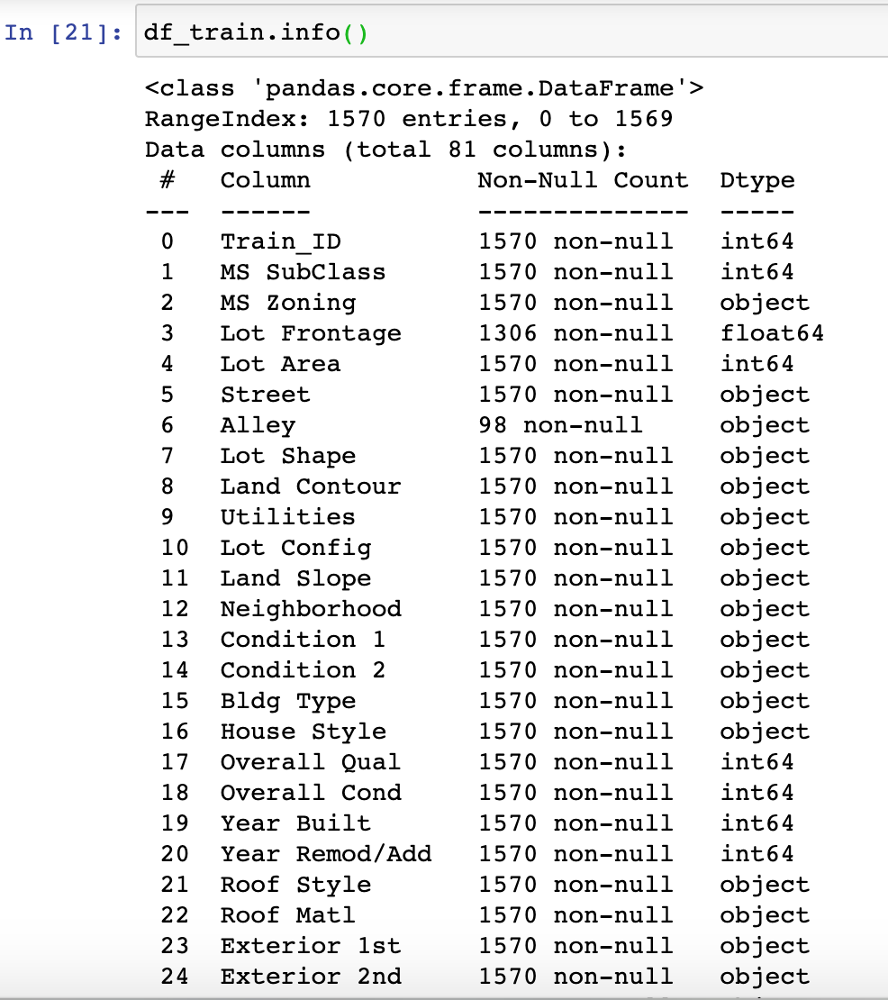 In [21]: df_train.info()
<class 'pandas.core.frame.DataFrame'>
RangeIndex: 1570 entries, 0 to 1569
Data columns (total 81 columns):
# Column Non-Null Count Dtype
--- ------ -------------- -----
0 Train_ID 1570 non-null int64
1 MS SubClass 1570 non-null int64
2 MS Zoning 1570 non-null object
3 Lot Frontage 1306 non-null float64
4 Lot Area 1570 non-null int64
5 Street 1570 non-null object
6 Alley 98 non-null object
7 Lot Shape 1570 non-null object
8 Land Contour 1570 non-null object
9 Utilities 1570 non-null object
10 Lot Config 1570 non-null object
11 Land Slope 1570 non-null object
12 Neighborhood 1570 non-null object
13 Condition 1 1570 non-null object
14 Condition 2 1570 non-null object
15 Bldg Type 1570 non-null object
16 House Style 1570 non-null object
17 Overall Qual 1570 non-null int64
18 Overall Cond 1570 non-null int64
19 Year Built 1570 non-null int64
20 Year Remod/Add 1570 non-null int64
21 Roof Style 1570 non-null object
22 Roof Matl 1570 non-null object
23 Exterior 1st 1570 non-null object
24 Exterior 2nd 1570 non-null object